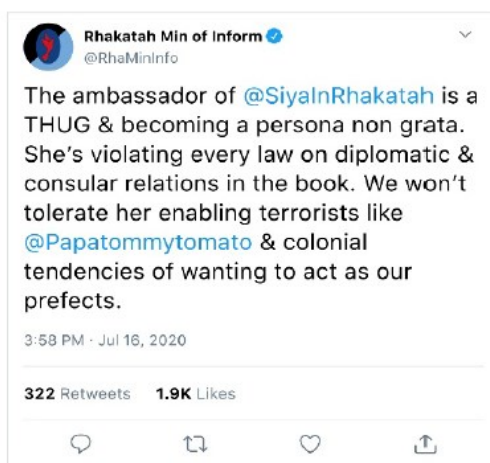 Rhakatah Min of Inform
@RhaMinInfo
The ambassador of @SiyaInRhakatah is a
THUG & becoming a persona non grata.
She's violating every law on diplomatic &
consular relations in the book. We won't
tolerate her enabling terrorists like
@Papatommytomato & colonial
tendencies of wanting to act as our
prefects.
3:58 PM · Jul 16, 2020
322 Retweets 1.9K Likes